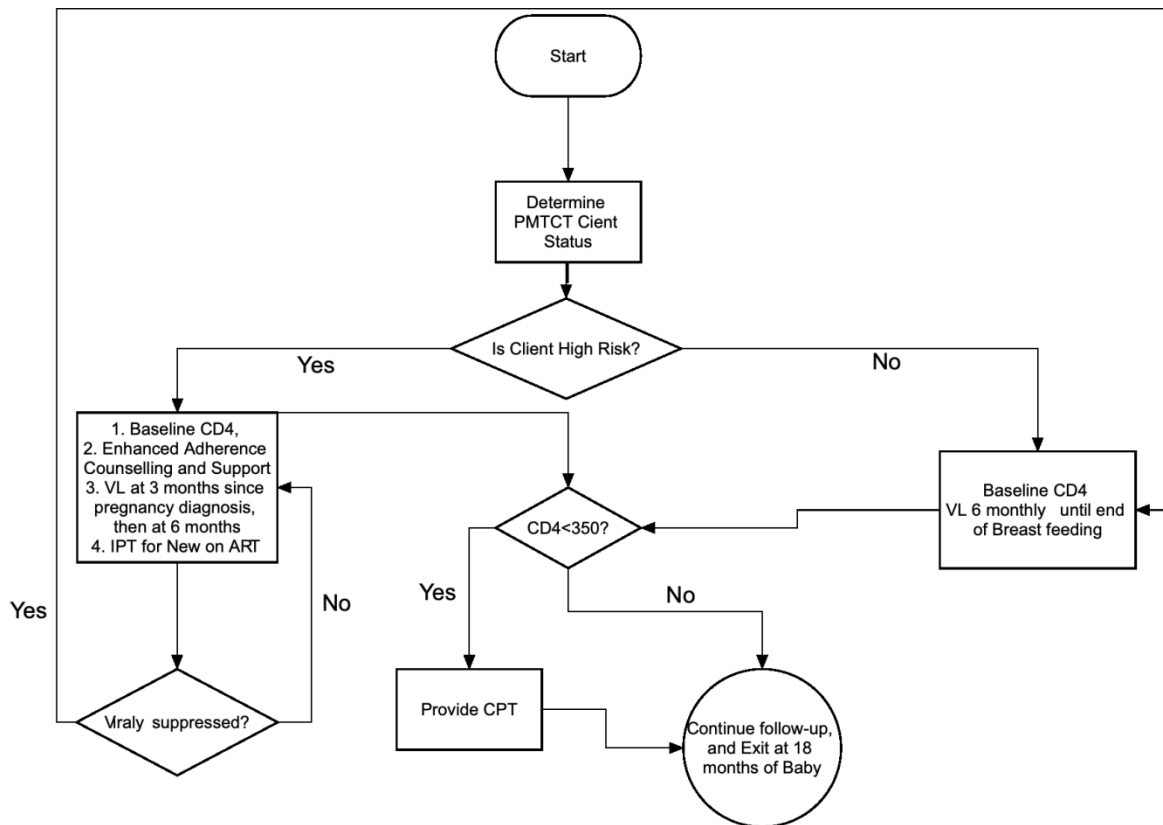 Start
Determine
PMTCT Cient
Status
Is Client High Risk?
Yes
No
1. Baseline CD4,
2. Enhanced Adherence
Counselling and Support
3. VL at 3 months since
pregnancy diagnosis,
then at 6 months
4. IPT for New on ART
CD4<350?
Baseline CD4
VL 6 monthly until end
of Breast feeding
Yes
No
Yes
No
Viraly suppressed?
Provide CPT
Continue follow-up,
and Exit at 18
months of Baby